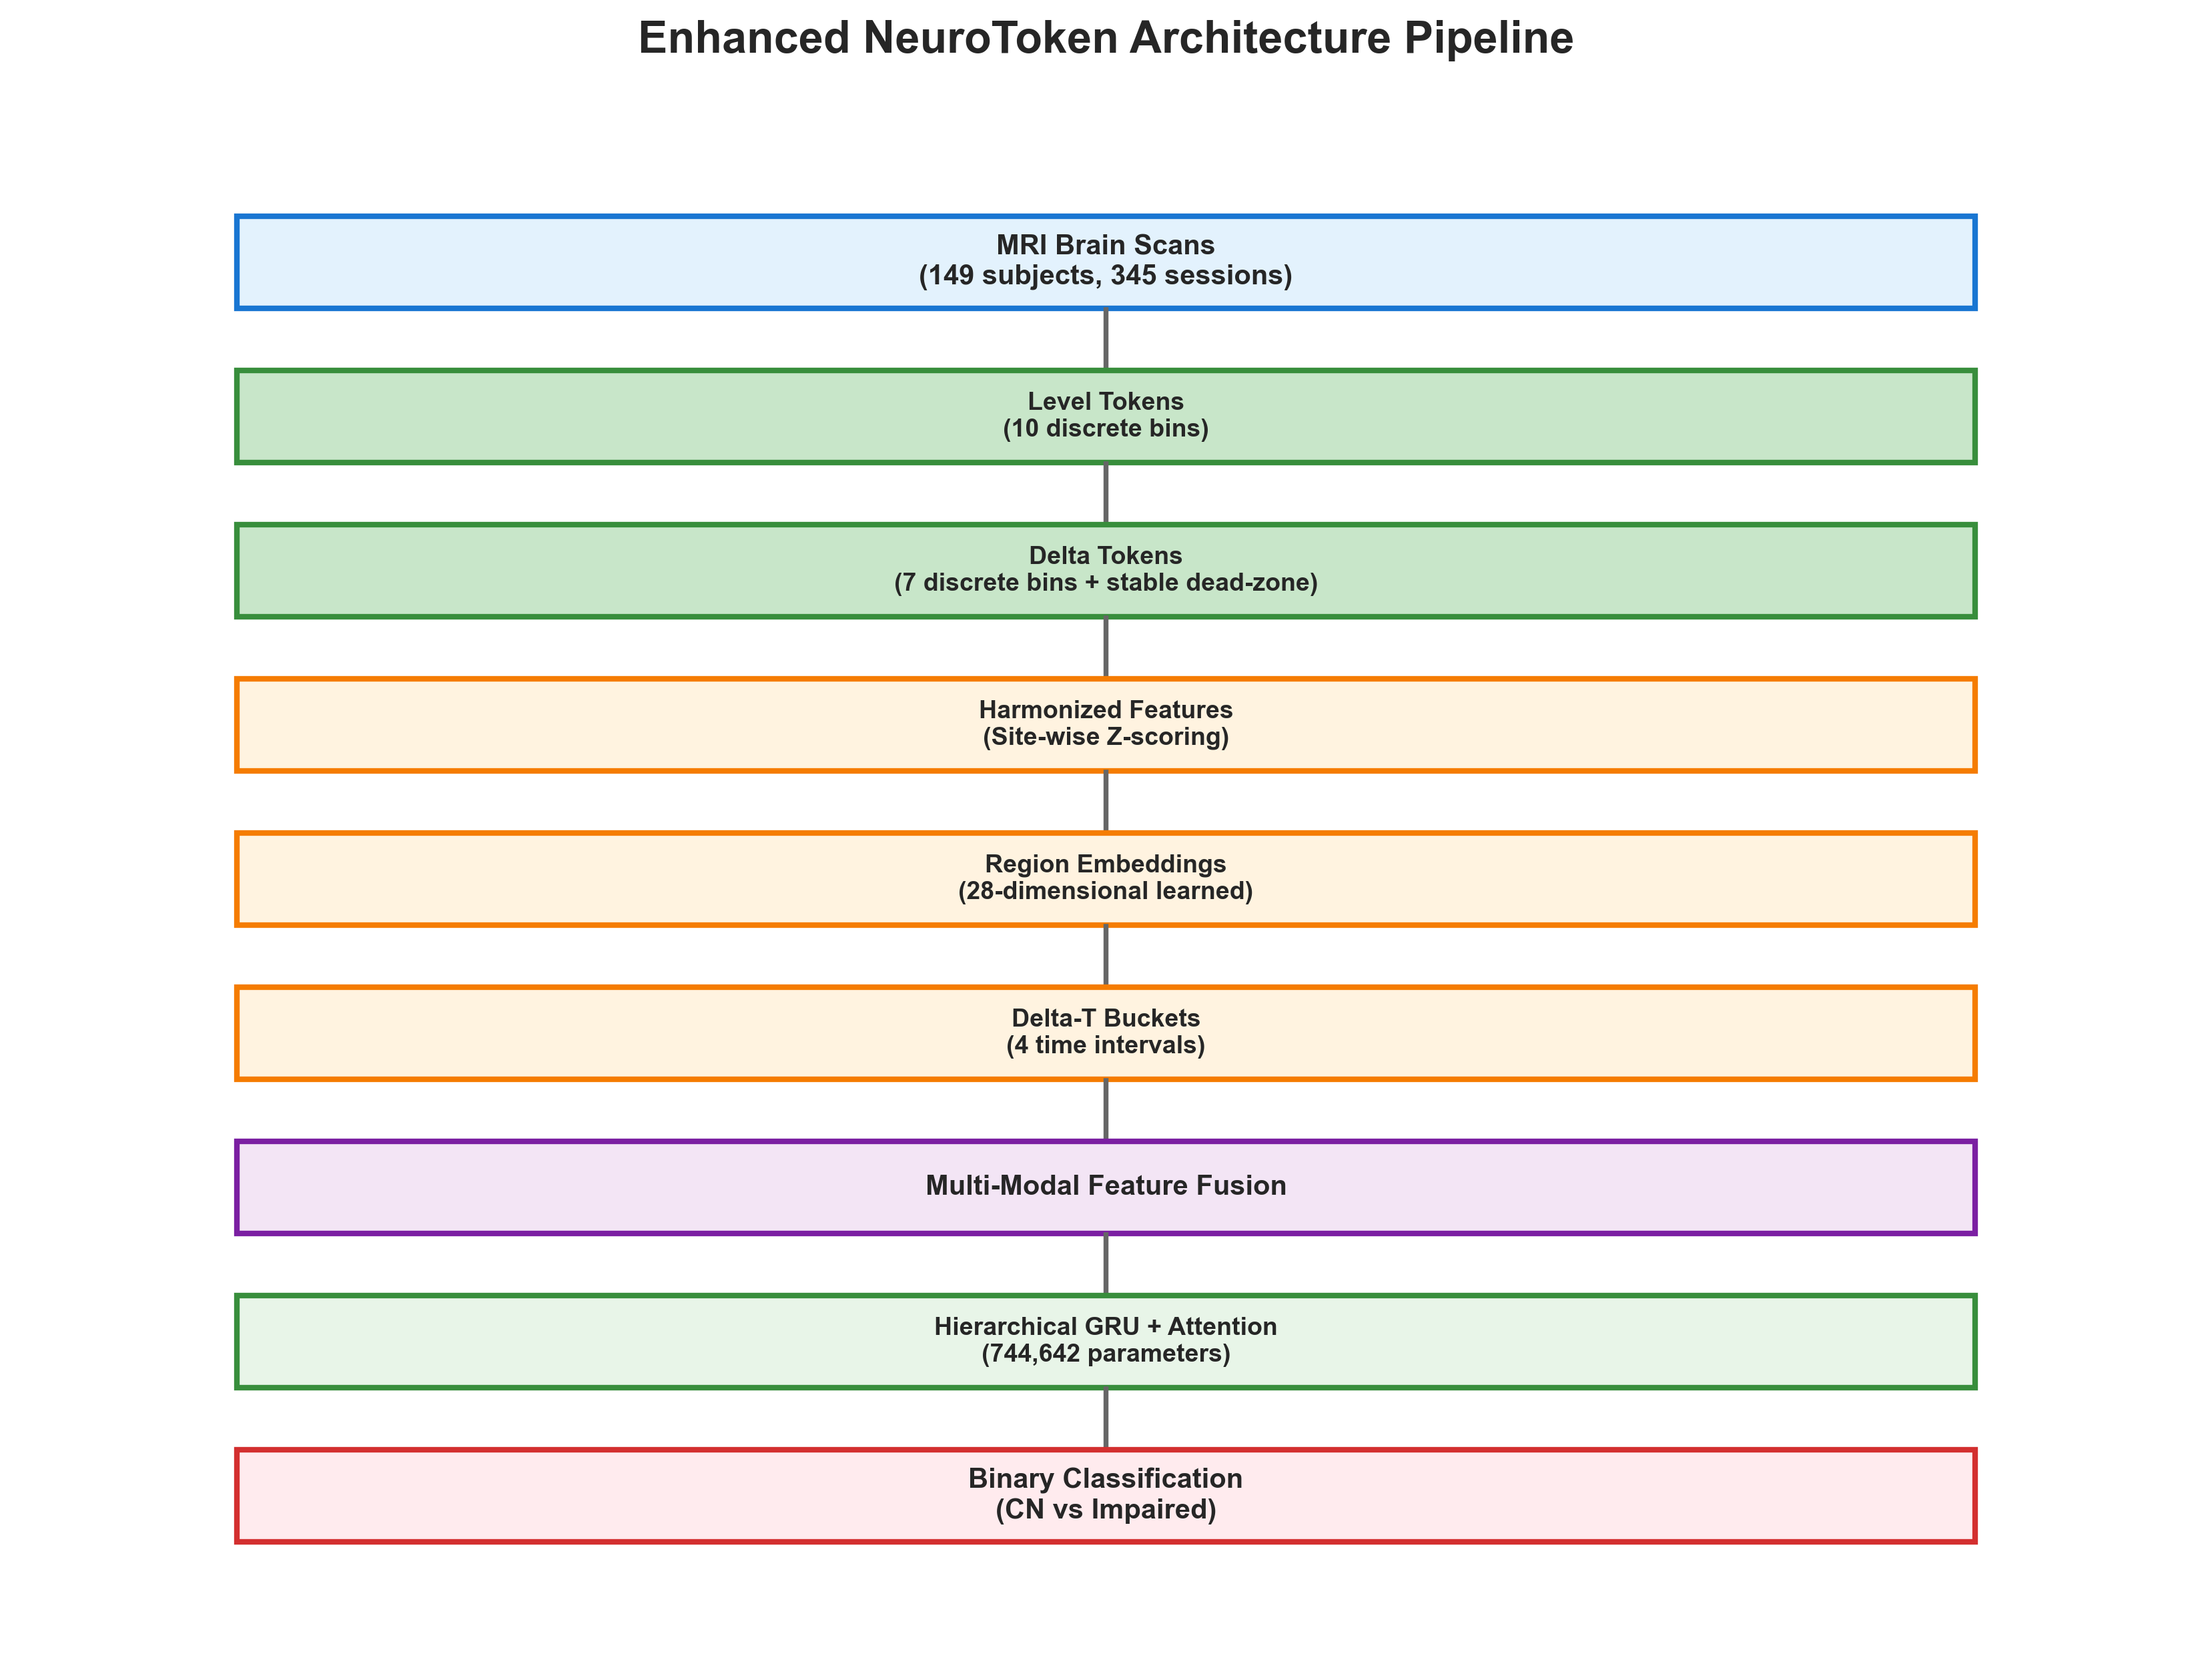 Enhanced NeuroToken Architecture Pipeline
MRI Brain Scans
(149 subjects, 345 sessions)
Level Tokens
(10 discrete bins)
Delta Tokens
(7 discrete bins + stable dead-zone)
Harmonized Features
(Site-wise Z-scoring)
Region Embeddings
(28-dimensional learned)
Delta-T Buckets
(4 time intervals)
Multi-Modal Feature Fusion
Hierarchical GRU + Attention
(744,642 parameters)
Binary Classification
(CN vs Impaired)